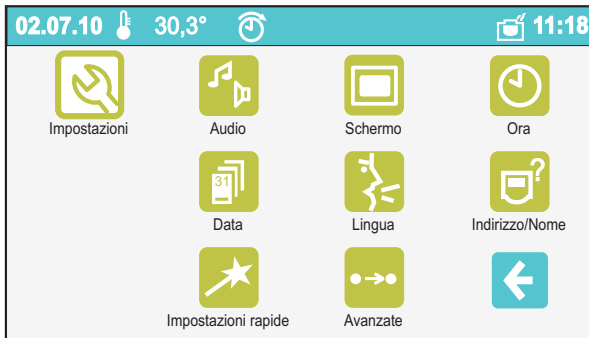 02.07.10 30,3° 11:18
Impostazioni Audio Schermo Ora
31
Data Lingua Indirizzo/Nome
?
Impostazioni rapide Avanzate